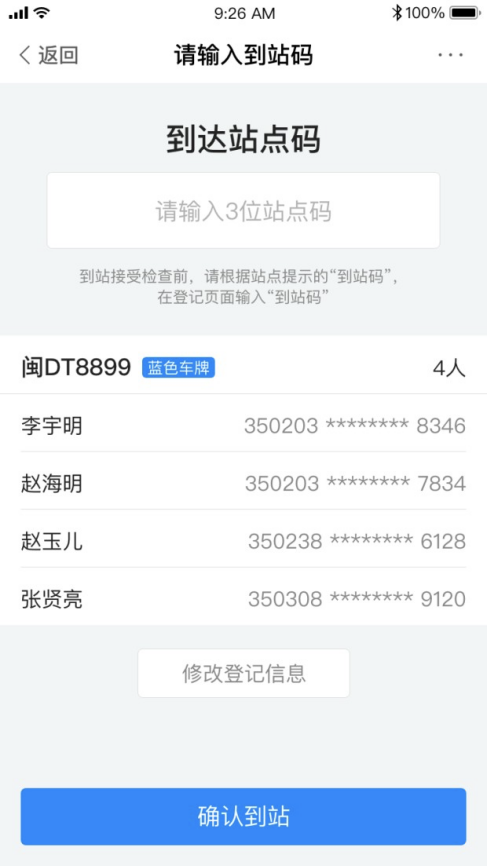 9:26 AM
100%
返回
请输入到站码
到达站点码
请输入3位站点码
到站接受检查前，请根据站点提示的“到站码”，
在登记页面输入“到站码”
闽DT8899 蓝色车牌 4人
李宇明 350203 ******** 8346
赵海明 350203 ******** 7834
赵玉儿 350238 ******** 6128
张贤亮 350308 ******** 9120
修改登记信息
确认到站